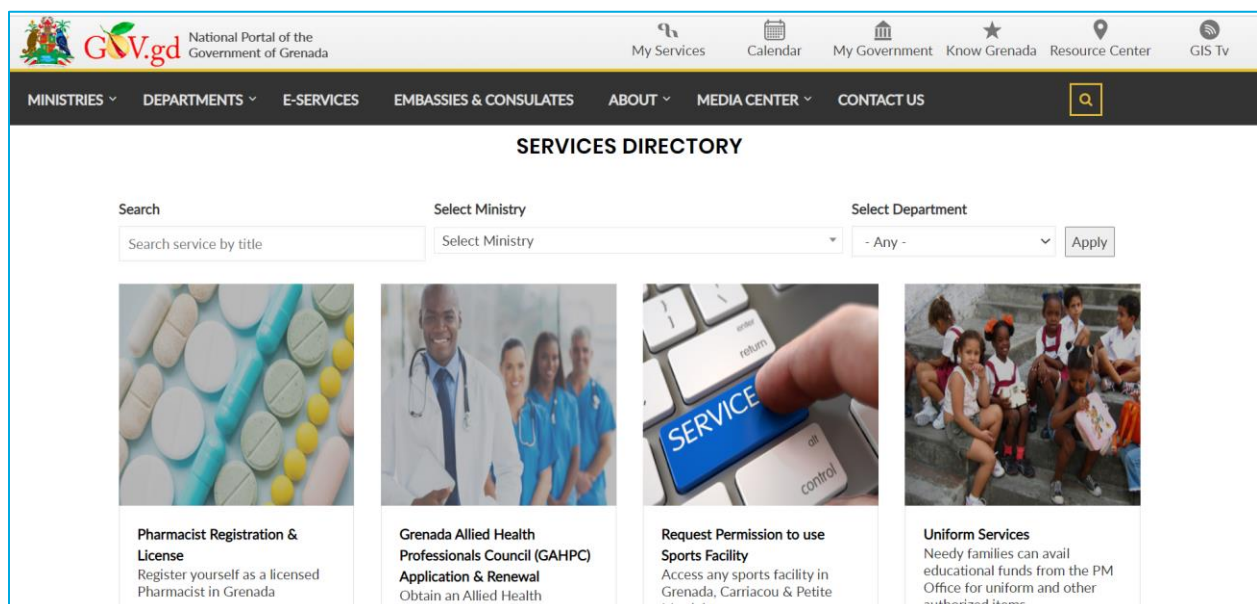 GOV.gd
National Portal of the
Government of Grenada
My Services
Calendar
My Government
Know Grenada
Resource Center
GIS Tv
MINISTRIES
DEPARTMENTS
E-SERVICES
EMBASSIES & CONSULATES
ABOUT
MEDIA CENTER
CONTACT US
SERVICES DIRECTORY
Search
Select Ministry
Select Department
Search service by title
Select Ministry
- Any -
Apply
enter
return
SERVICE
alt
control
Pharmacist Registration &
License
Register yourself as a licensed
Pharmacist in Grenada
Grenada Allied Health
Professionals Council (GAHPC)
Application & Renewal
Obtain an Allied Health
Request Permission to use
Sports Facility
Access any sports facility in
Grenada, Carriacou & Petite
Uniform Services
Needy families can avail
educational funds from the PM
Office for uniform and other
authorized items